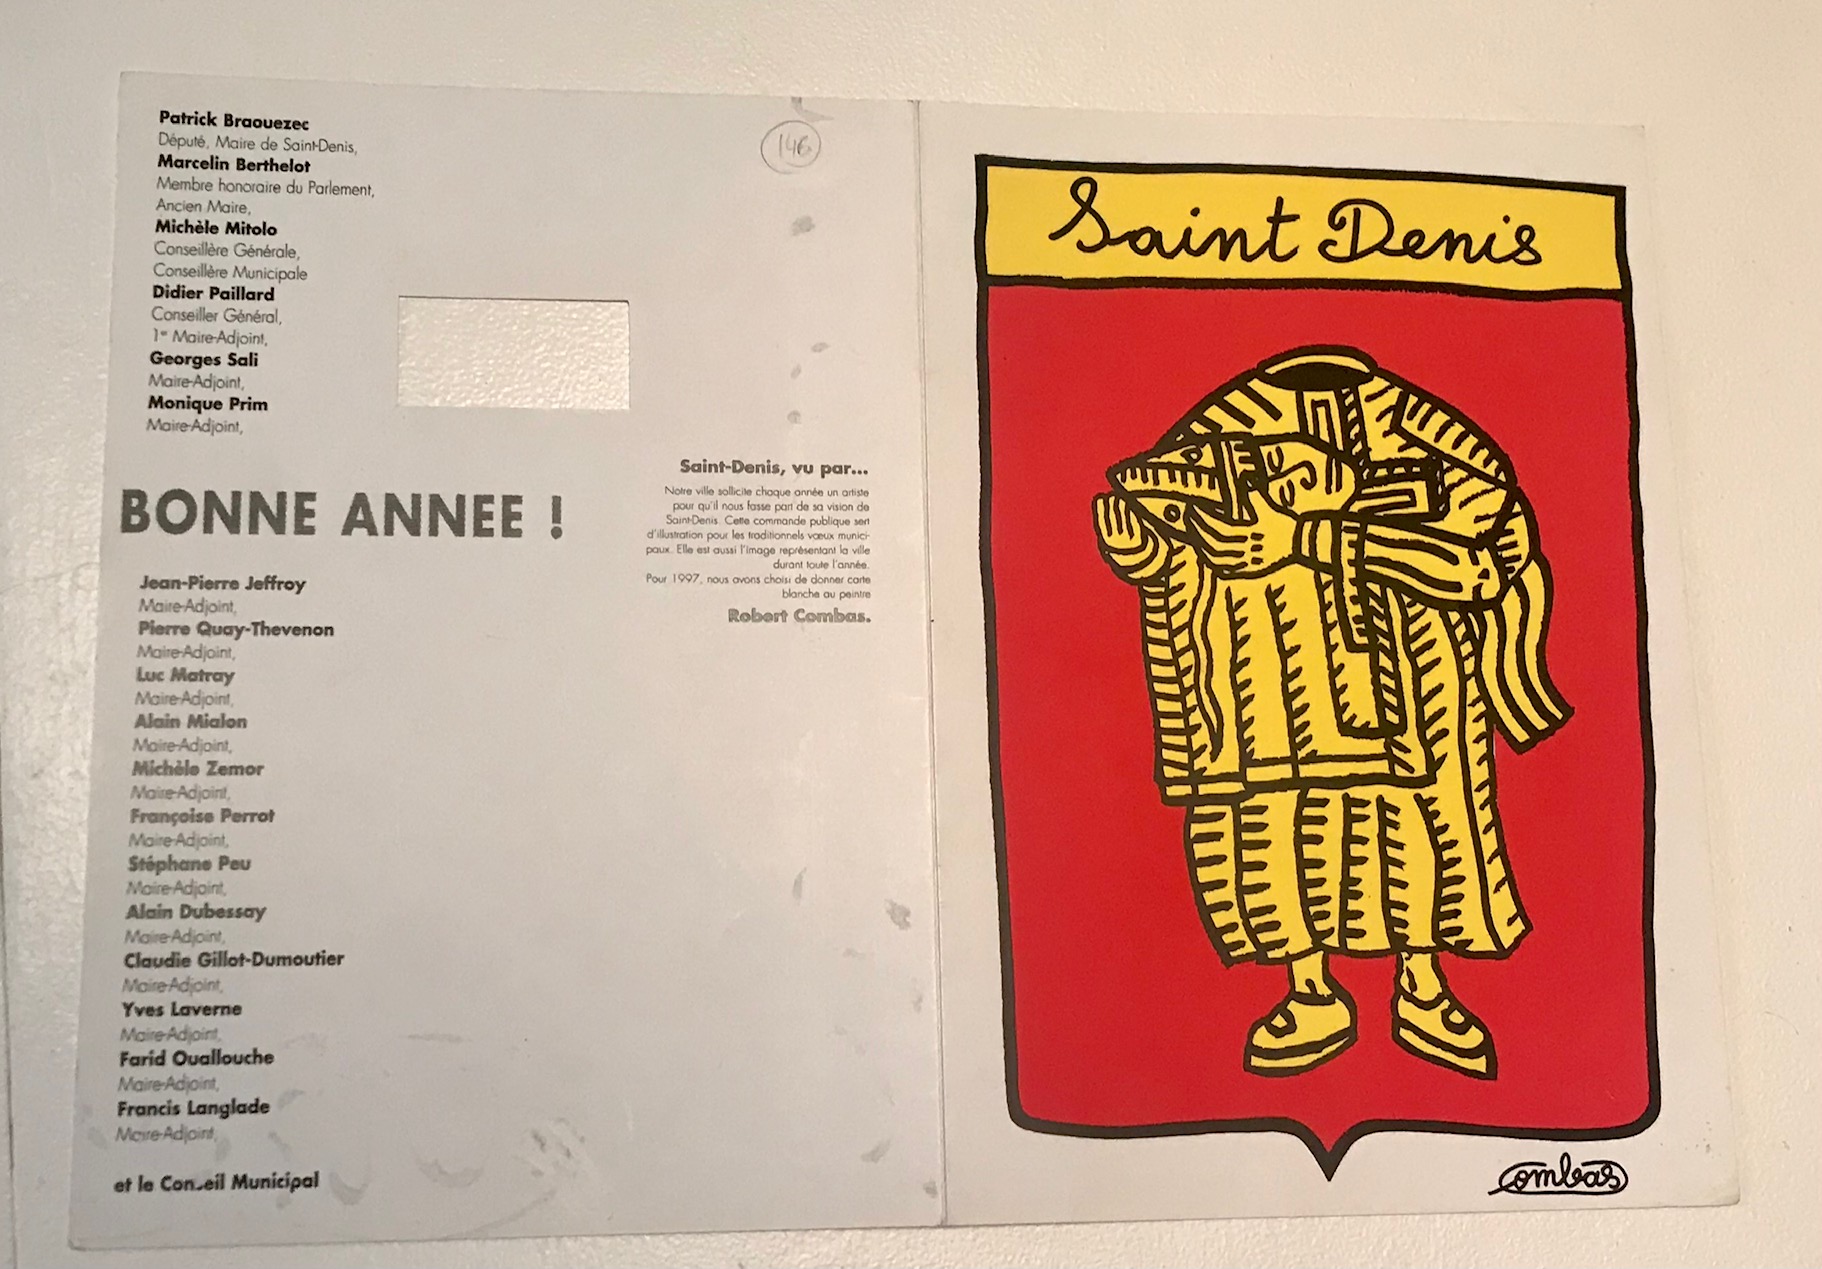 Patrick Braouezec
Député, Maire de Saint-Denis,
Marcelin Berthelot
Membre honoraire du Parlement,
Ancien Maire,
Michèle Mitolo
Conseillère Générale,
Conseillère Municipale
Didier Paillard
Conseiller Général,
1er Maire-Adjoint,
Georges Sali
Maire-Adjoint,
Monique Prim
Maire-Adjoint,
BONNE ANNEE !
Jean-Pierre Jeffroy
Maire-Adjoint,
Pierre Quay-Thevenon
Maire-Adjoint,
Luc Matray
Maire-Adjoint,
Alain Mialon
Maire-Adjoint,
Michèle Zemor
Maire-Adjoint,
Françoise Perrot
Maire-Adjoint,
Stéphane Peu
Maire-Adjoint,
Alain Dubessay
Maire-Adjoint,
Claudie Gillot-Dumoutier
Maire-Adjoint,
Yves Laverne
Maire-Adjoint,
Farid Ouallouche
Maire-Adjoint,
Francis Langlade
Maire-Adjoint,
et le Conseil Municipal
Saint-Denis, vu par...
Notre ville sollicite chaque année un artiste
pour qu'il nous fasse part de sa vision de
Saint-Denis. Cette commande publique sert
d'illustration pour les traditionnels vœux munici-
paux. Elle est aussi l'image représentant la ville
durant toute l'année.
Pour 1997, nous avons choisi de donner carte
blanche au peintre
Robert Combas.
Saint Denis
Combas